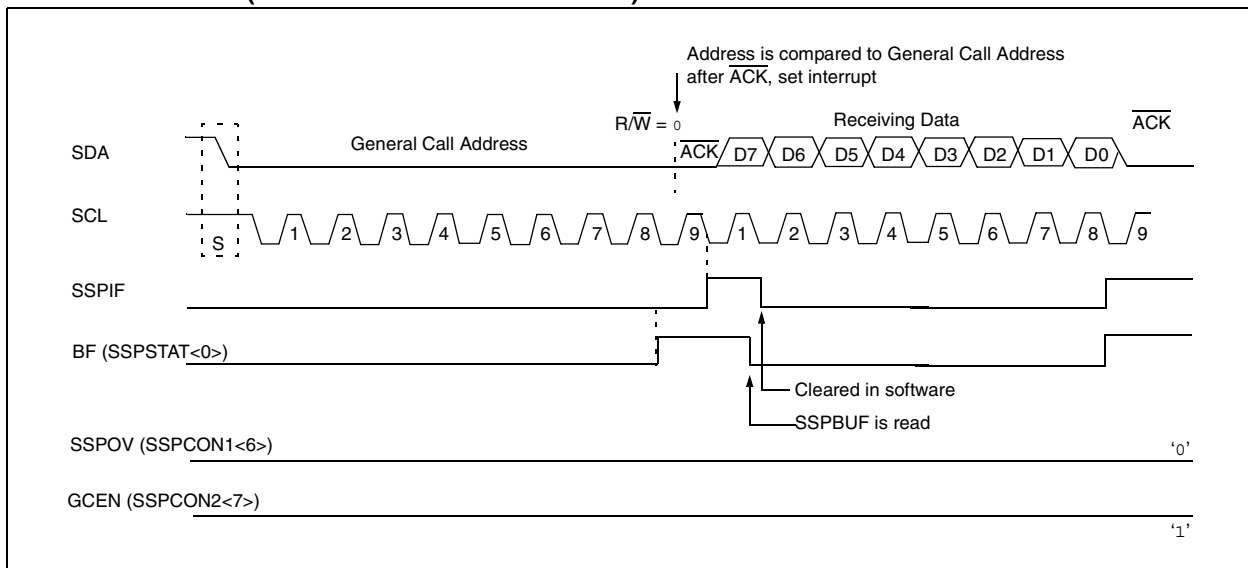 Address is compared to General Call Address
after ACK, set interrupt
R/W = 0
Receiving Data
ACK
SDA
General Call Address
ACK
D7 D6 D5 D4 D3 D2 D1 D0
SCL
S
1 2 3 4 5 6 7 8 9 1 2 3 4 5 6 7 8 9
SSPIF
BF (SSPSTAT<0>)
Cleared in software
SSPBUF is read
SSPOV (SSPCON1<6>)
‘0’
GCEN (SSPCON2<7>)
‘1’